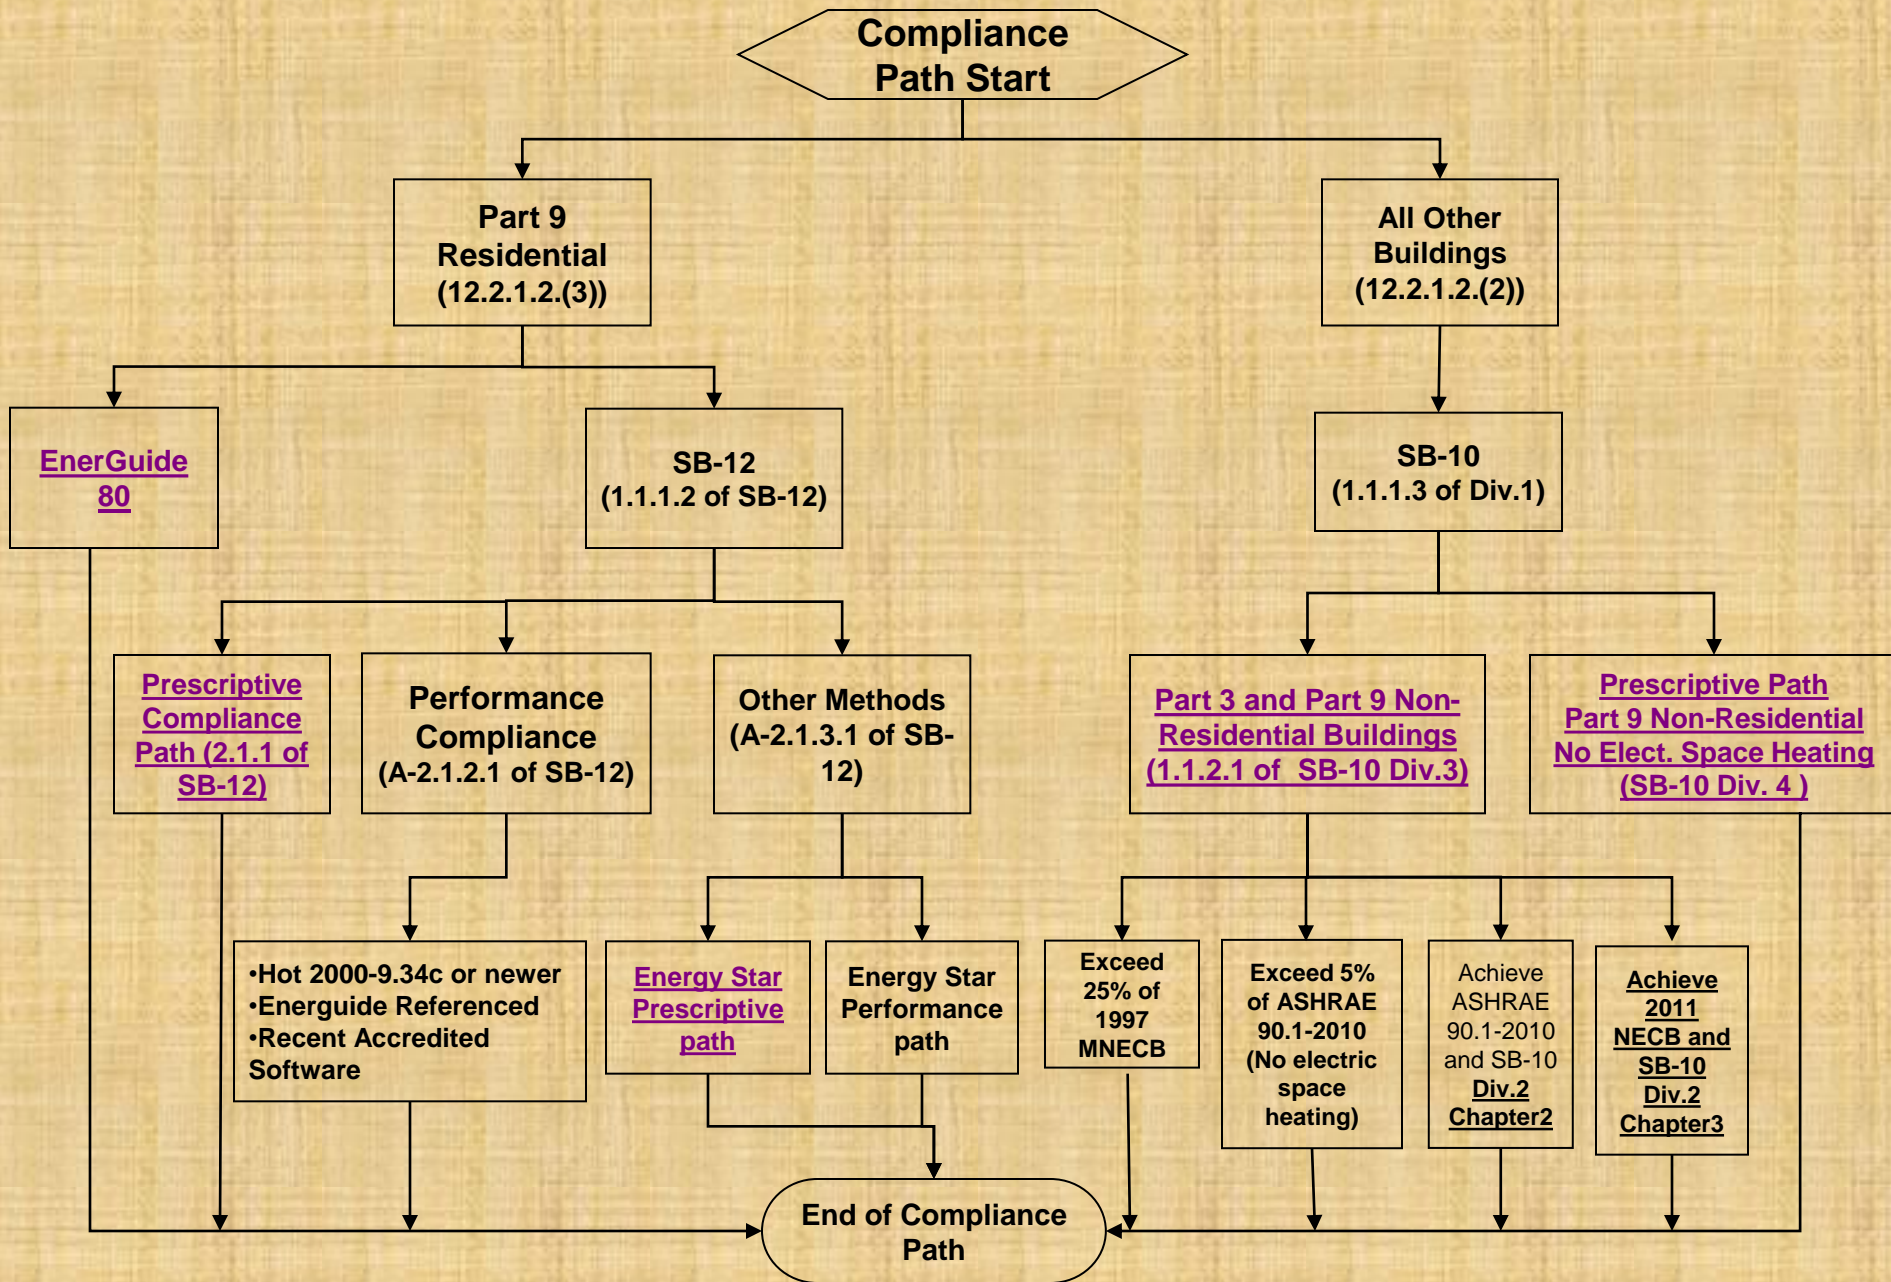 Compliance
Path Start
Part 9
Residential
(12.2.1.2.(3))
All Other
Buildings
(12.2.1.2.(2))
EnerGuide
80
SB-12
(1.1.1.2 of SB-12)
SB-10
(1.1.1.3 of Div.1)
Prescriptive
Compliance
Path (2.1.1 of
SB-12)
Performance
Compliance
(A-2.1.2.1 of SB-12)
Other Methods
(A-2.1.3.1 of SB-
12)
Part 3 and Part 9 Non-
Residential Buildings
(1.1.2.1 of SB-10 Div.3)
Prescriptive Path
Part 9 Non-Residential
No Elect. Space Heating
(SB-10 Div. 4 )
•Hot 2000-9.34c or newer
•Energuide Referenced
•Recent Accredited
Software
Energy Star
Prescriptive
path
Energy Star
Performance
path
Exceed
25% of
1997
MNECB
Exceed 5%
of ASHRAE
90.1-2010
(No electric
space
heating)
Achieve
ASHRAE
90.1-2010
and SB-10
Div.2
Chapter2
Achieve
2011
NECB and
SB-10
Div.2
Chapter3
End of Compliance
Path